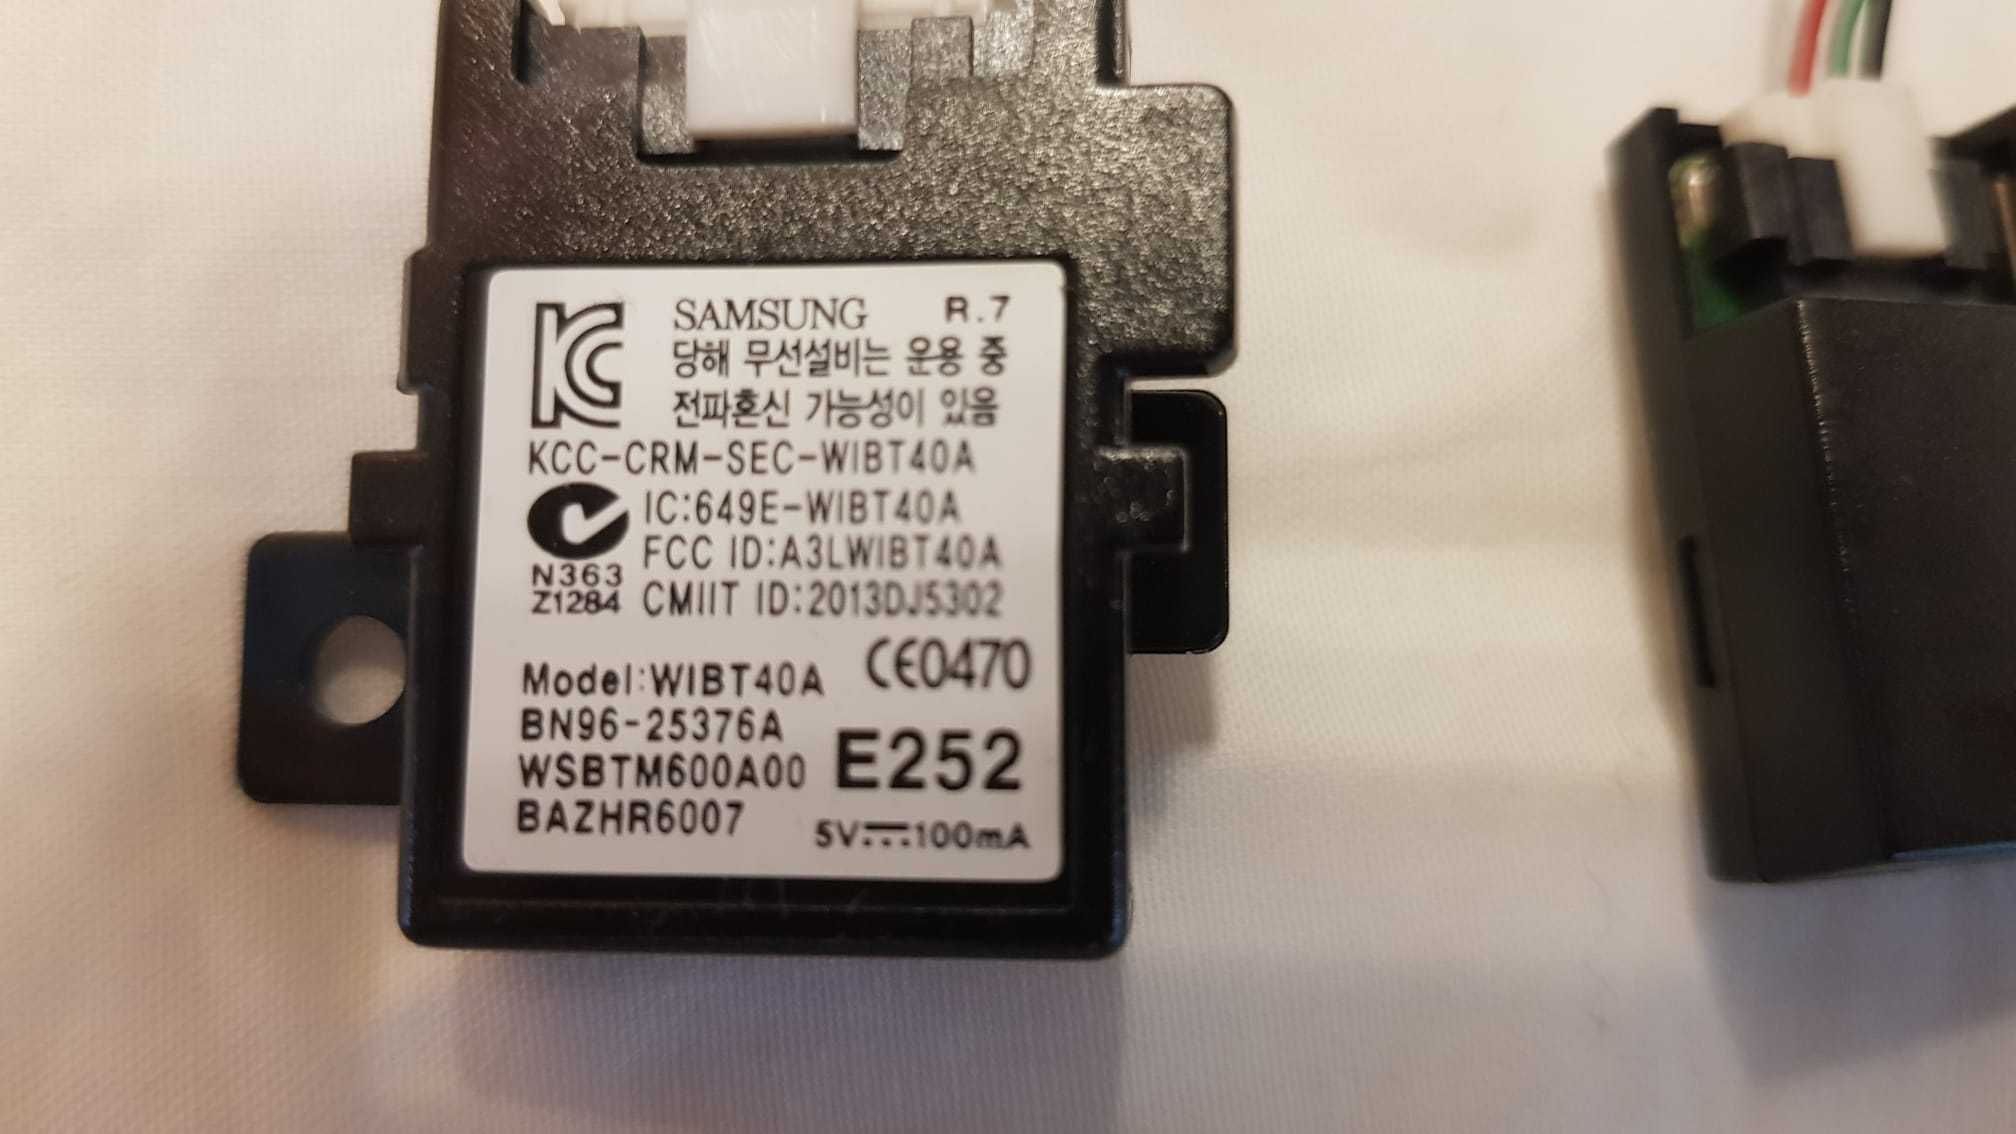 SAMSUNG R.7
당해 무선설비는 운용 중
전파혼신 가능성이 있음
KCC-CRM-SEC-WIBT40A
IC:649E-WIBT40A
FCC ID:A3LWIBT40A
N363
Z1284
CMIIT ID:2013DJ5302
CE0470
Model:WIBT40A
BN96-25376A
WSBTM600A00
E252
BAZHR6007
5V⎓100mA